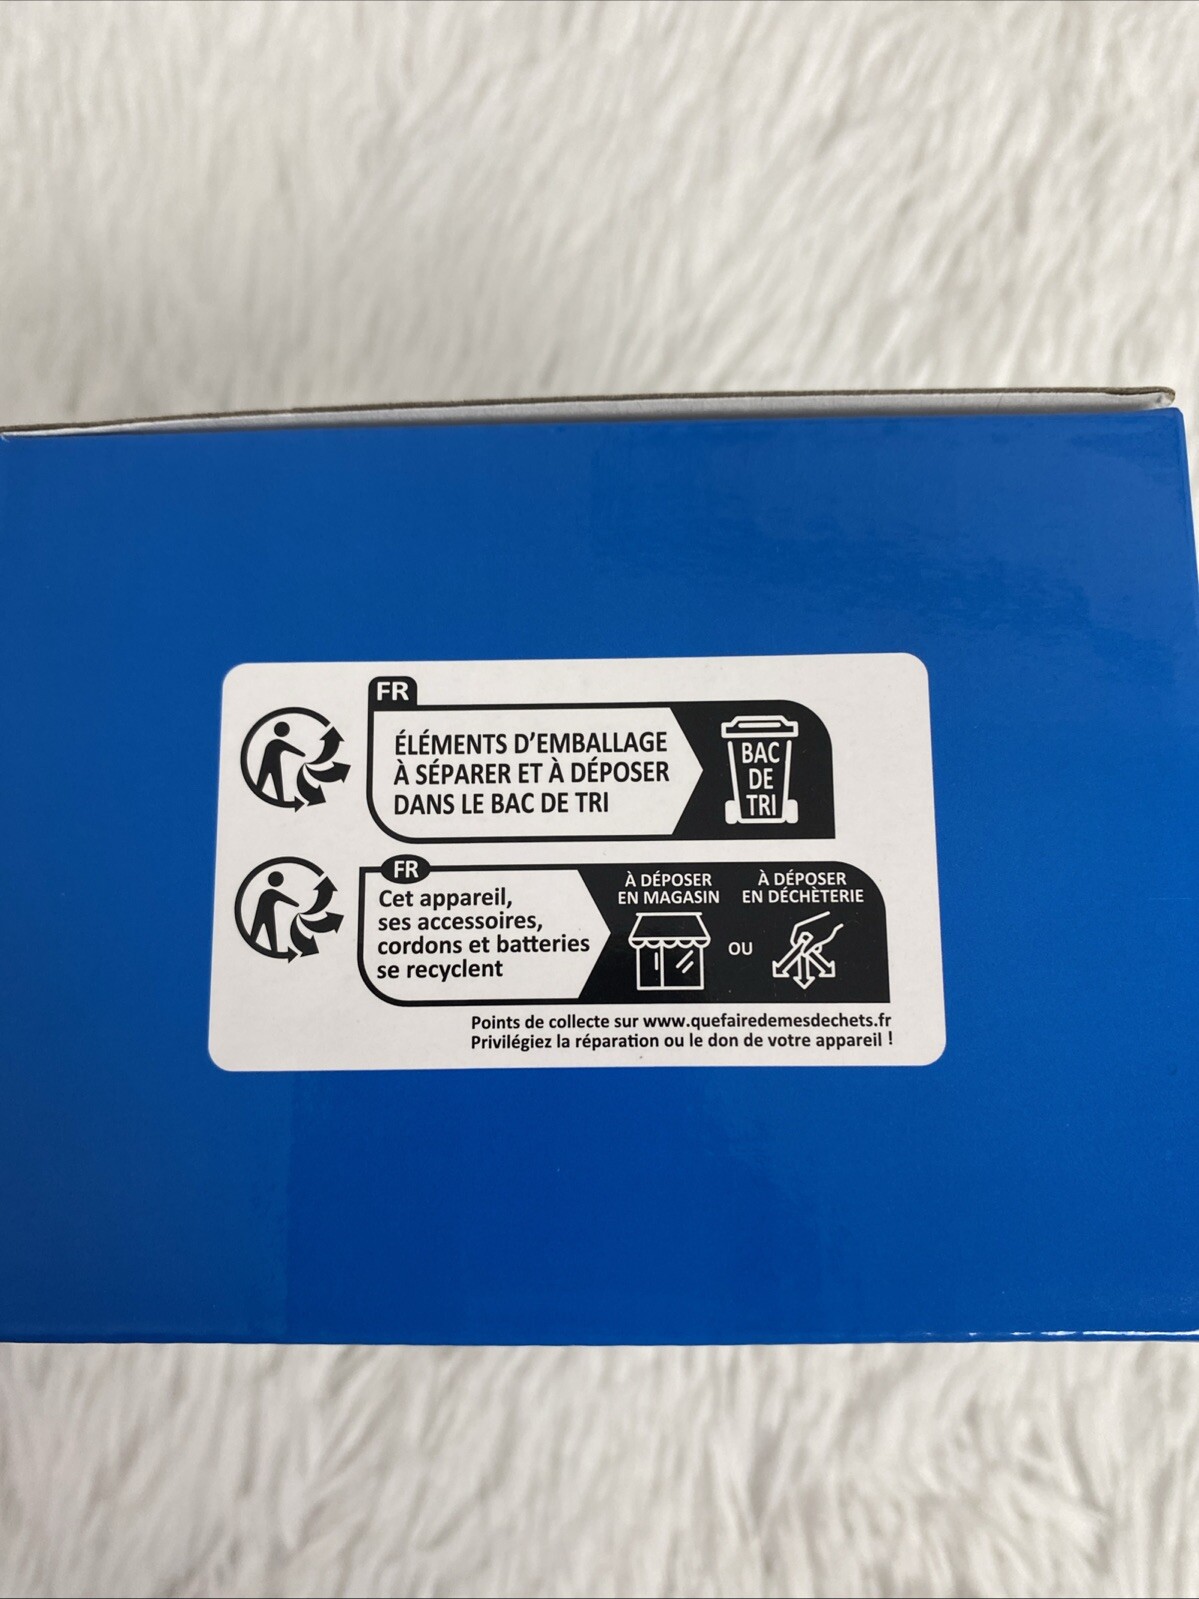 FR
ÉLÉMENTS D'EMBALLAGE
À SÉPARER ET À DÉPOSER
DANS LE BAC DE TRI
BAC
DE
TRI
FR
Cet appareil,
ses accessoires,
cordons et batteries
se recyclent
À DÉPOSER
EN MAGASIN
OU
À DÉPOSER
EN DÉCHÈTERIE
Points de collecte sur www.quefairedemesdechets.fr
Privilégiez la réparation ou le don de votre appareil !